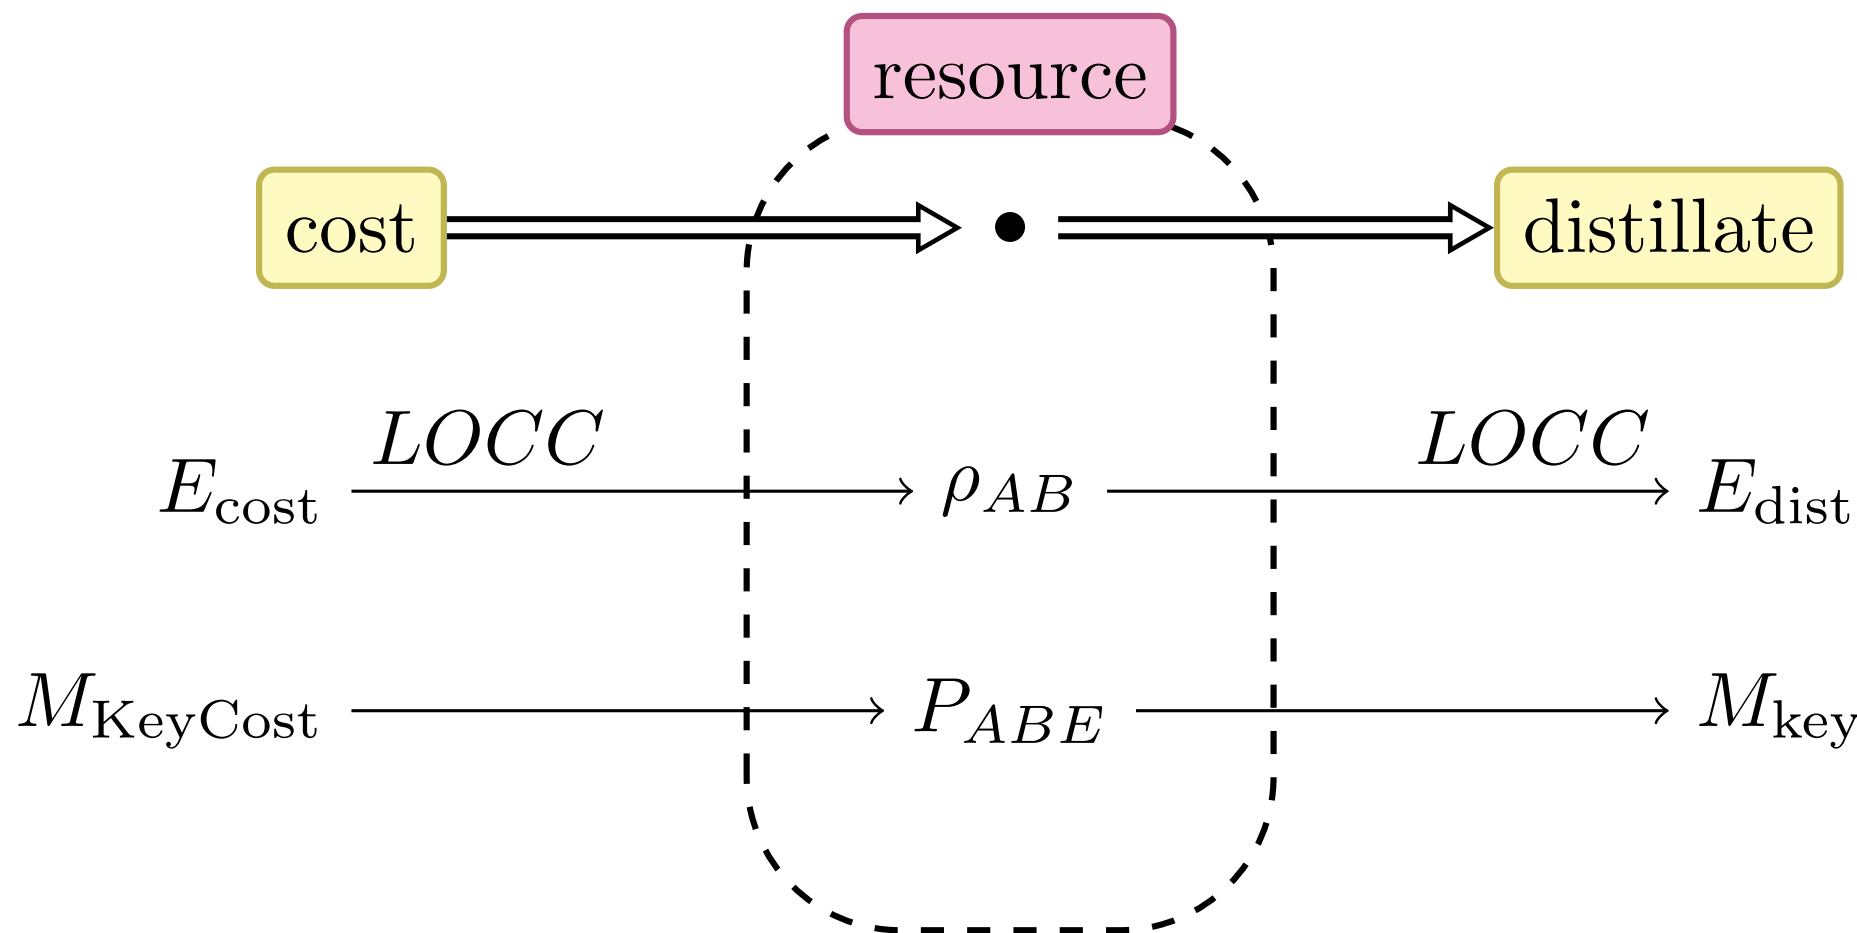 resource
cost distillate
LOCC LOCC
E_cost ρ_AB E_dist
M_KeyCost P_ABE M_key